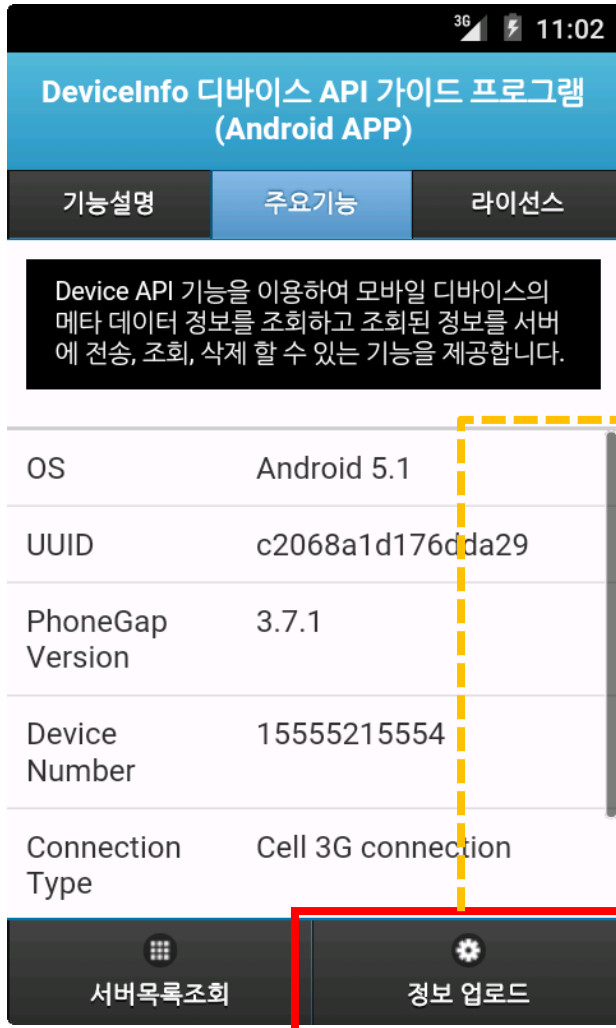 3G 11:02
DeviceInfo 디바이스 API 가이드 프로그램
(Android APP)
기능설명 주요기능 라이선스
Device API 기능을 이용하여 모바일 디바이스의
메타 데이터 정보를 조회하고 조회된 정보를 서버
에 전송, 조회, 삭제 할 수 있는 기능을 제공합니다.
OS Android 5.1
UUID c2068a1d176dda29
PhoneGap 3.7.1
Version
Device 15555215554
Number
Connection Cell 3G connection
Type
서버목록조회 정보 업로드